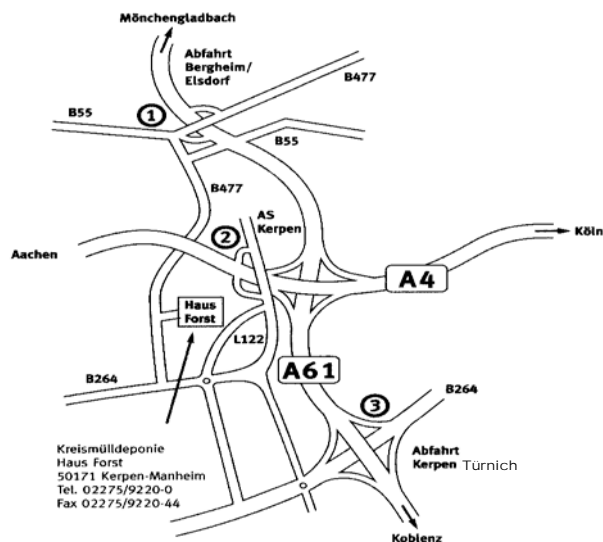 Mönchengladbach
Abfahrt
Bergheim/
Elsdorf
B477
B55
1
B55
B477
AS
Kerpen
2
Aachen
Köln
A4
Haus
Forst
L122
A61
B264
3
B264
Kreismülldeponie
Haus Forst
50171 Kerpen-Manheim
Tel. 02275/9220-0
Fax 02275/9220-44
Abfahrt
Kerpen Türnich
Koblenz